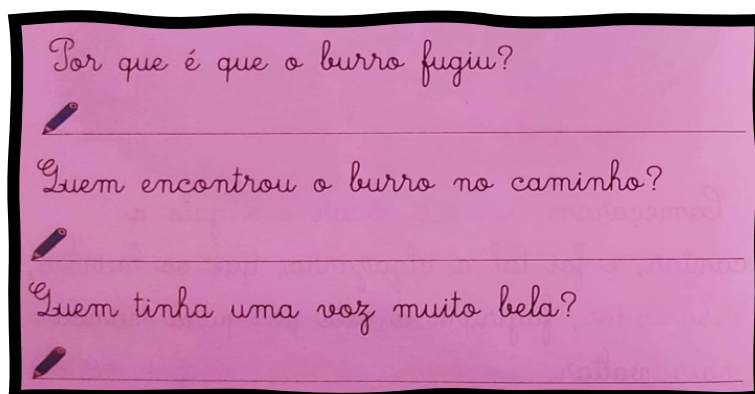 Por que é que o burro fugiu?
Quem encontrou o burro no caminho?
Quem tinha uma voz muito bela?